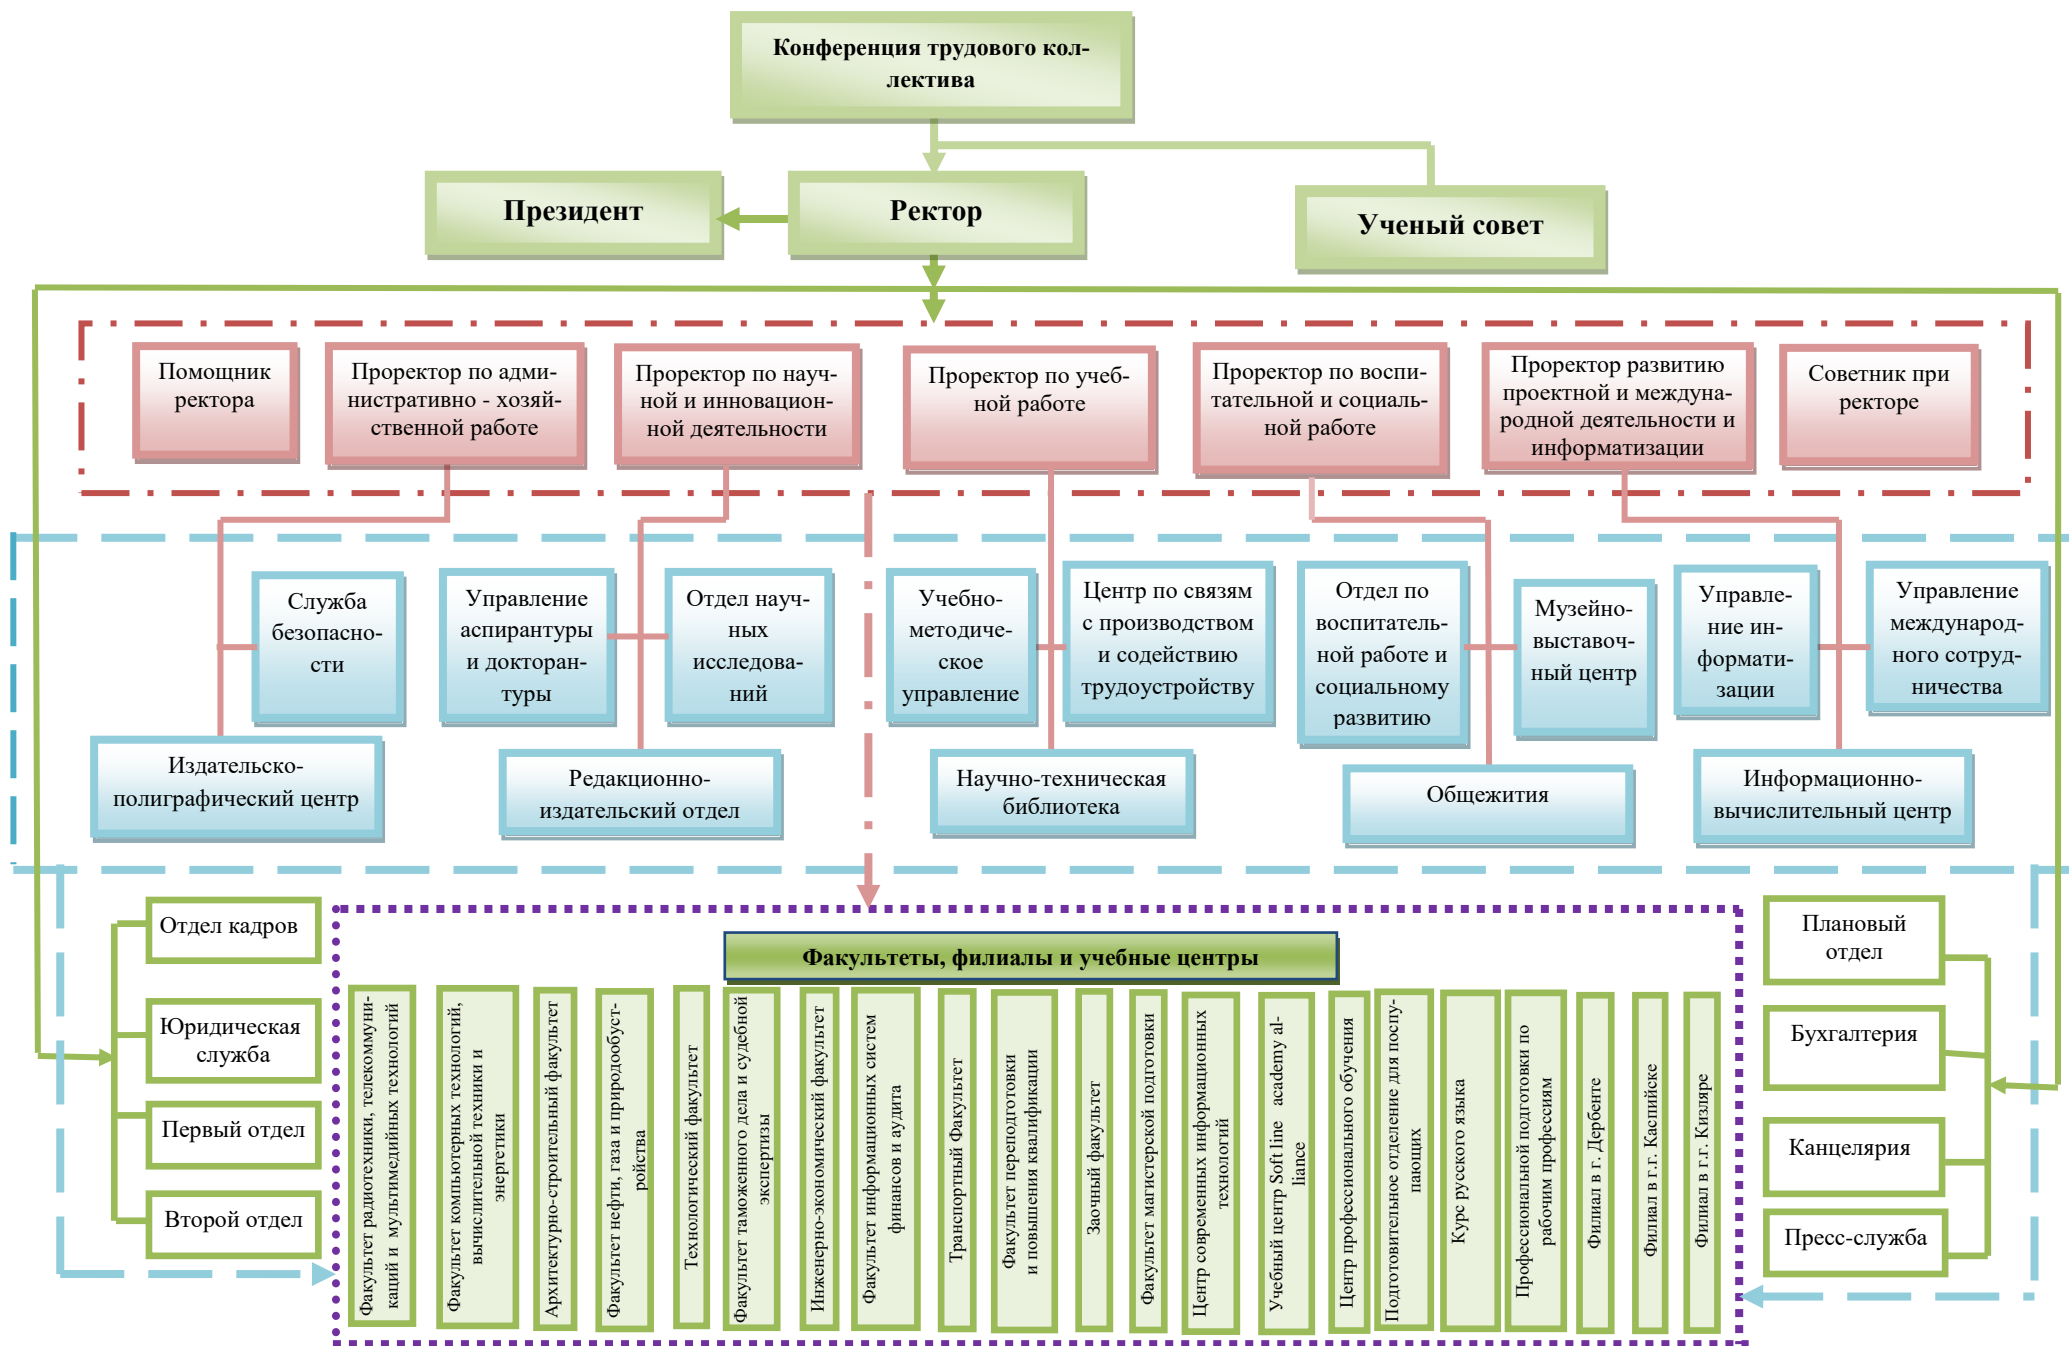 Конференция трудового кол-
лектива
Президент
Ректор
Ученый совет
Помощник
ректора
Проректор по адми-
нистративно - хозяй-
ственной работе
Проректор по науч-
ной и инновацион-
ной деятельности
Проректор по учеб-
ной работе
Проректор по воспи-
тательной и социаль-
ной работе
Проректор развитию
проектной и междуна-
родной деятельности и
информатизации
Советник при
ректоре
Служба
безопасно-
сти
Управление
аспирантуры
и докторан-
туры
Отдел науч-
ных
исследова-
ний
Учебно-
методиче-
ское
управление
Центр по связям
с производством
и содействию
трудоустройству
Отдел по
воспитатель-
ной работе и
социальному
развитию
Музейно-
выставоч-
ный центр
Управле-
ние ин-
формати-
зации
Управление
международ-
ного сотруд-
ничества
Издательско-
полиграфический центр
Редакционно-
издательский отдел
Научно-техническая
библиотека
Общежития
Информационно-
вычислительный центр
Отдел кадров
Юридическая
служба
Первый отдел
Второй отдел
Факультеты, филиалы и учебные центры
Факультет радиотехники, телекоммуни-
каций и  мультимедийных технологий
Факультет компьютерных технологий,
вычислительной техники и
энергетики
Архитектурно-строительный факультет
Факультет нефти, газа и природообуст-
ройства
Технологический факультет
Факультет таможенного дела и судебной
экспертизы
Инженерно-экономический факультет
Факультет информационных систем
финансов и аудита
Транспортный Факультет
Факультет переподготовки
и повышения квалификации
Заочный факультет
Факультет магистерской подготовки
Центр современных информационных
технологий
Учебный центр Soft line  academy al-
liance
Центр профессионального обучения
Подготовительное отделение для поспу-
пающих
Курс русского языка
Профессиональной подготовки по
рабочим профессиям
Филиал в г. Дербенте
Филиал в г.г. Каспийске
Филиал в г.г. Кизляре
Плановый
отдел
Бухгалтерия
Канцелярия
Пресс-служба